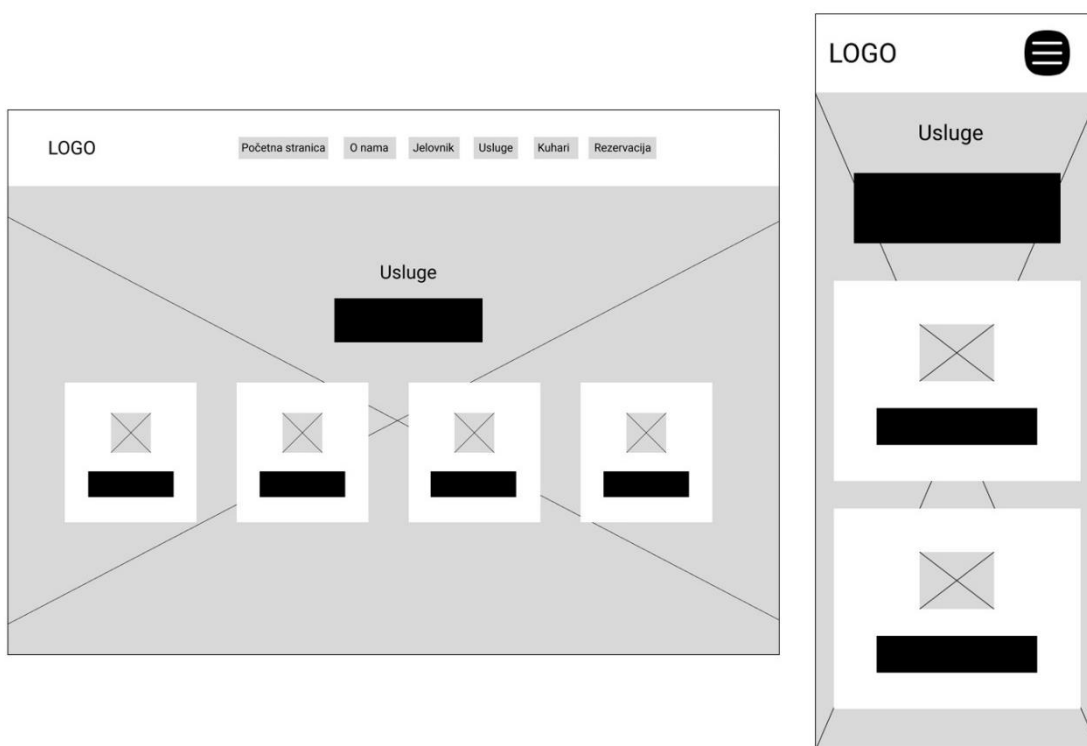 LOGO
Početna stranica
O nama
Jelovnik
Usluge
Kuhari
Rezervacija
Usluge
LOGO
Usluge